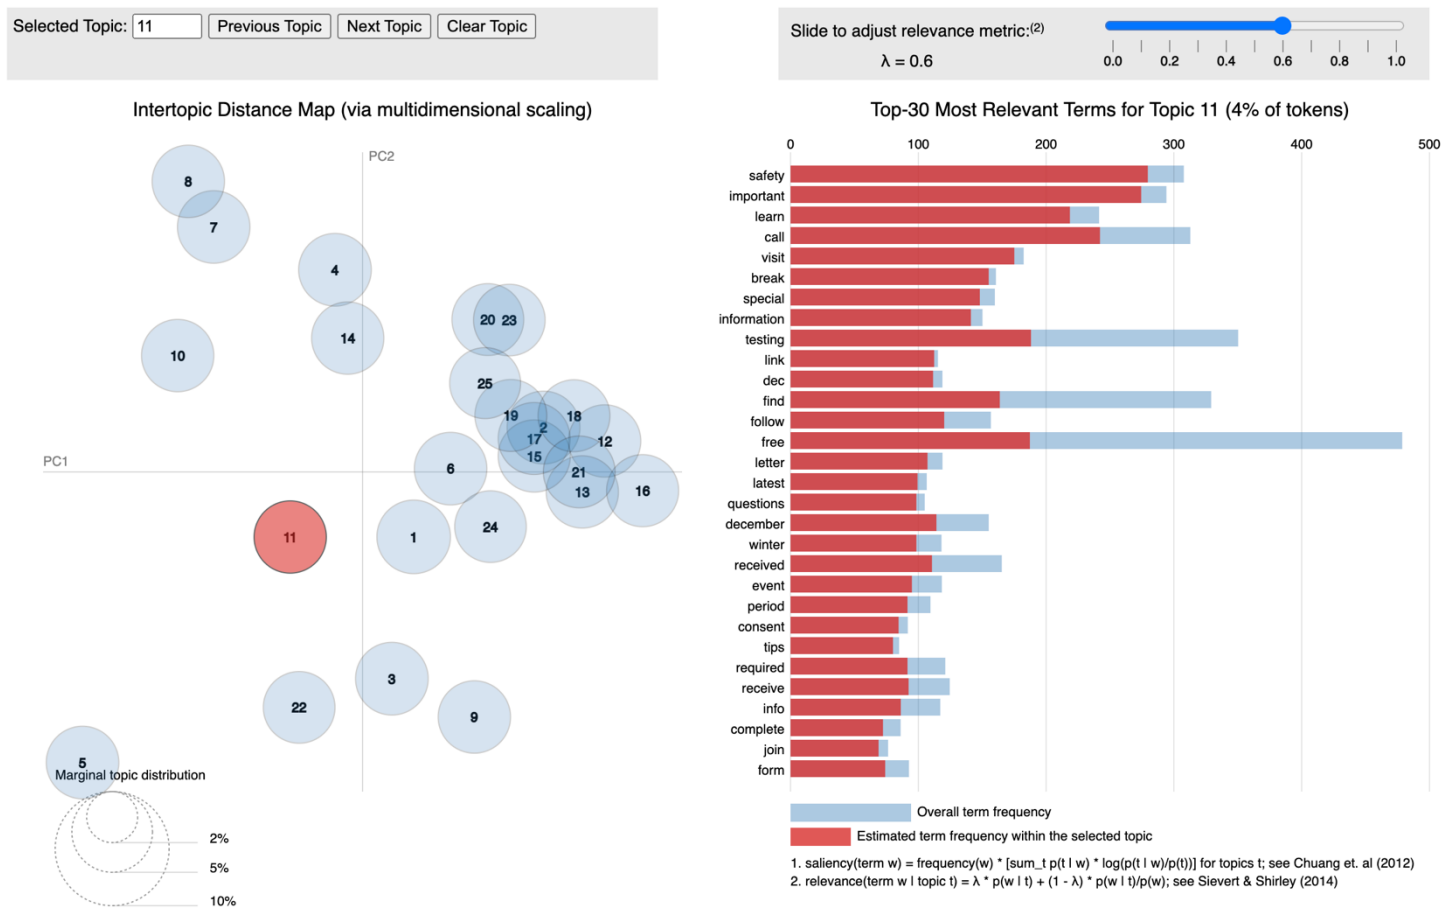 Selected Topic: 11 Previous Topic Next Topic Clear Topic
Slide to adjust relevance metric:(2)
λ = 0.6
0.0 0.2 0.4 0.6 0.8 1.0
Intertopic Distance Map (via multidimensional scaling)
PC2
PC1
8
7
4
14
10
20 23
25
19
2
18
17
12
15
6
21
13
16
11
1
24
3
22
9
5
Marginal topic distribution
2%
5%
10%
Top-30 Most Relevant Terms for Topic 11 (4% of tokens)
0 100 200 300 400 500
safety
important
learn
call
visit
break
special
information
testing
link
dec
find
follow
free
letter
latest
questions
december
winter
received
event
period
consent
tips
required
receive
info
complete
join
form
Overall term frequency
Estimated term frequency within the selected topic
1. saliency(term w) = frequency(w) * [sum_t p(t | w) * log(p(t | w)/p(t))] for topics t; see Chuang et. al (2012)
2. relevance(term w | topic t) = λ * p(w | t) + (1 - λ) * p(w | t)/p(w); see Sievert & Shirley (2014)